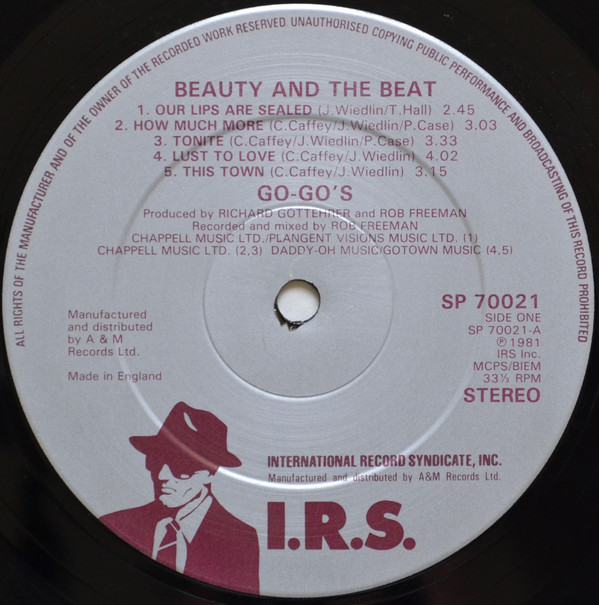 ALL RIGHTS OF THE MANUFACTURER AND OF THE OWNER OF THE RECORDED WORK RESERVED. UNAUTHORISED COPYING PUBLIC PERFORMANCE AND BROADCASTING OF THIS RECORD PROHIBITED
BEAUTY AND THE BEAT
1. OUR LIPS ARE SEALED (J.Wiedlin/T.Hall) 2.45
2. HOW MUCH MORE (C.Caffey/J.Wiedlin/P.Case) 3.03
3. TONITE (C.Caffey/J.Wiedlin/P.Case) 3.33
4. LUST TO LOVE (C.Caffey/J.Wiedlin) 4.02
5. THIS TOWN (C.Caffey/J.Wiedlin) 3.15
GO-GO'S
Produced by RICHARD GOTTEHRER and ROB FREEMAN
Recorded and mixed by ROB FREEMAN
CHAPPELL MUSIC LTD./PLANGENT VISIONS MUSIC LTD. (1)
CHAPPELL MUSIC LTD. (2,3) DADDY-OH MUSIC/GOTOWN MUSIC (4,5)
Manufactured
and distributed
by A & M
Records Ltd.
Made in England
SP 70021
SIDE ONE
SP 70021-A
℗ 1981
IRS Inc.
MCPS/BIEM
33⅓ RPM
STEREO
INTERNATIONAL RECORD SYNDICATE, INC.
Manufactured and distributed by A&M Records Ltd.
I.R.S.